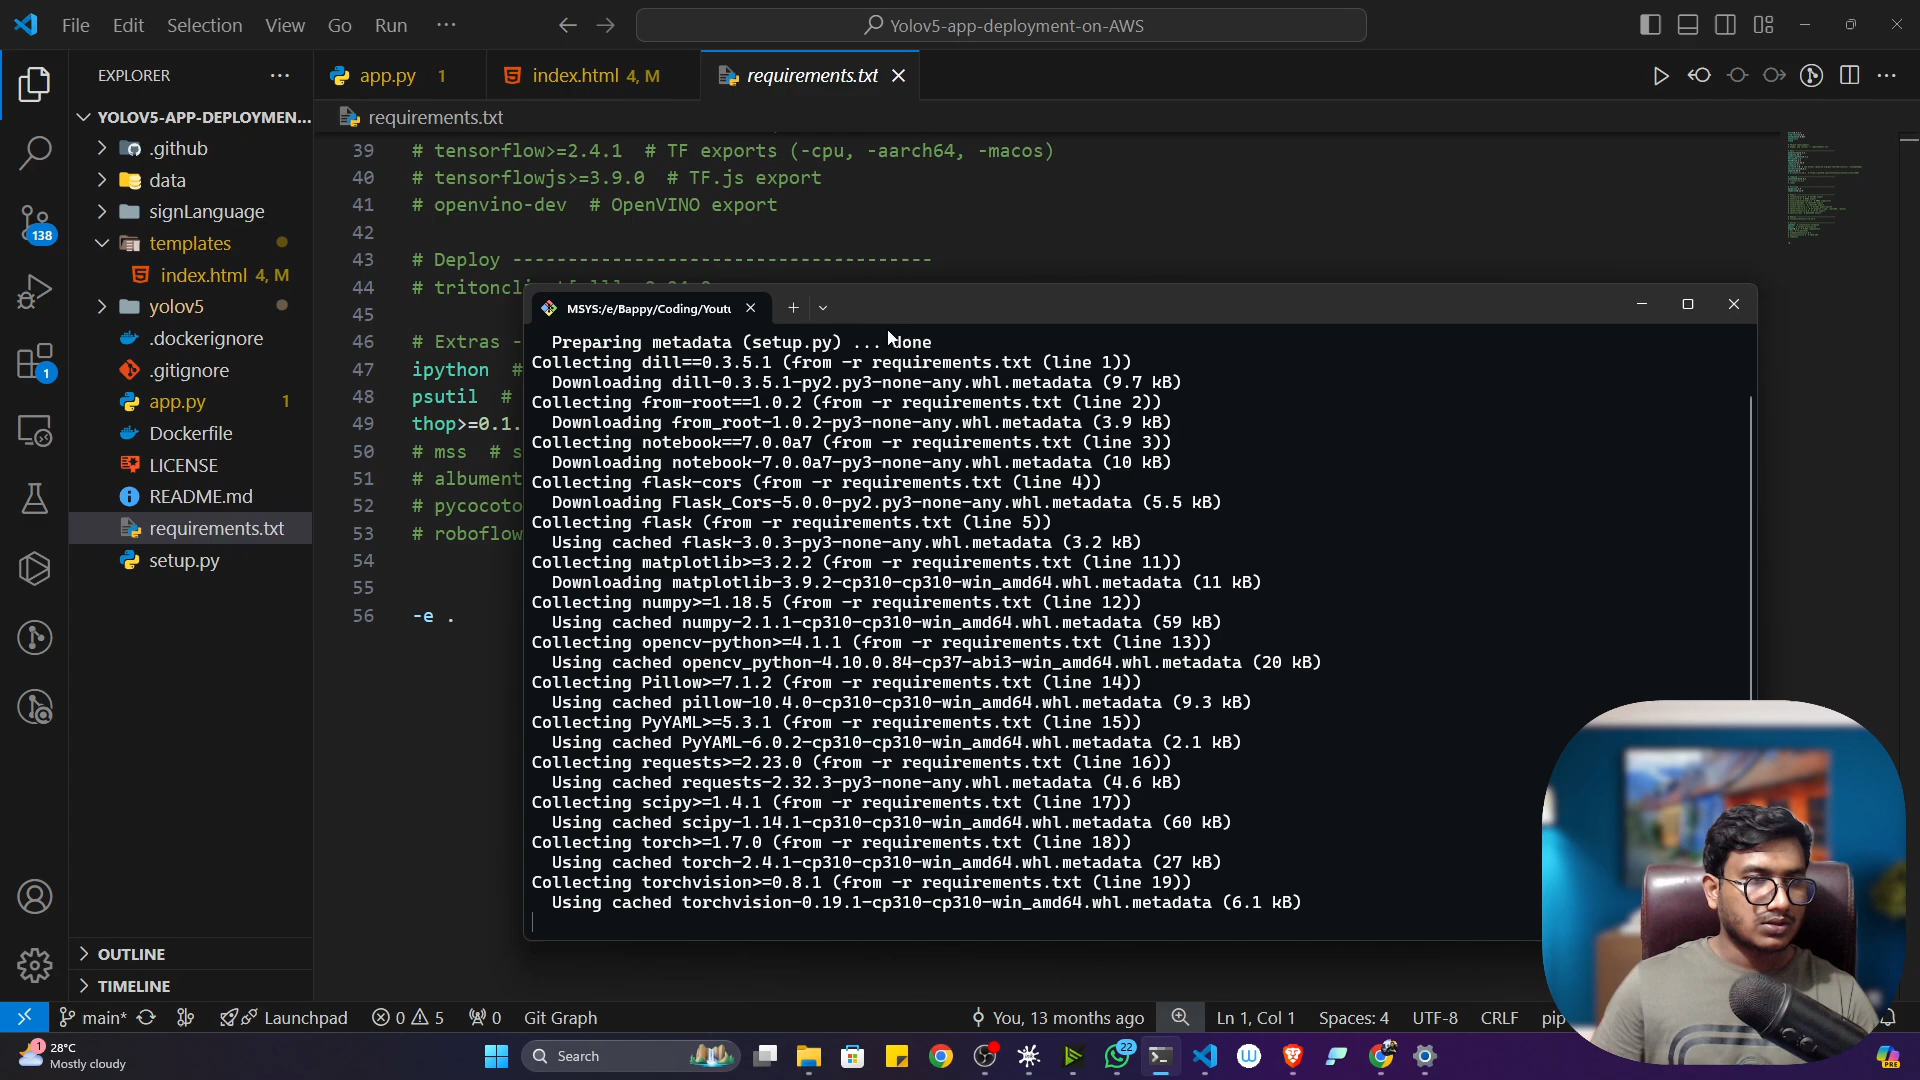 File Edit Selection View Go Run ···
Yolov5-app-deployment-on-AWS
EXPLORER
app.py 1
index.html 4, M
requirements.txt
YOLOV5-APP-DEPLOYMEN...
requirements.txt
.github
data
signLanguage
templates
index.html 4, M
yolov5
.dockerignore
.gitignore
app.py 1
Dockerfile
LICENSE
README.md
requirements.txt
setup.py
OUTLINE
TIMELINE
138
1
39 # tensorflow>=2.4.1 # TF exports (-cpu, -aarch64, -macos)
40 # tensorflowjs>=3.9.0 # TF.js export
41 # openvino-dev # OpenVINO export
42
43 # Deploy --------------------------------------
44 # tritoncli
45
46 # Extras -
47 ipython #
48 psutil #
49 thop>=0.1.
50 # mss # s
51 # albument
52 # pycocoto
53 # roboflow
54
55
56 -e .
MSYS:/e/Bappy/Coding/Youtu
Preparing metadata (setup.py) ... done
Collecting dill==0.3.5.1 (from -r requirements.txt (line 1))
Downloading dill-0.3.5.1-py2.py3-none-any.whl.metadata (9.7 kB)
Collecting from-root==1.0.2 (from -r requirements.txt (line 2))
Downloading from_root-1.0.2-py3-none-any.whl.metadata (3.9 kB)
Collecting notebook==7.0.0a7 (from -r requirements.txt (line 3))
Downloading notebook-7.0.0a7-py3-none-any.whl.metadata (10 kB)
Collecting flask-cors (from -r requirements.txt (line 4))
Downloading Flask_Cors-5.0.0-py2.py3-none-any.whl.metadata (5.5 kB)
Collecting flask (from -r requirements.txt (line 5))
Using cached flask-3.0.3-py3-none-any.whl.metadata (3.2 kB)
Collecting matplotlib>=3.2.2 (from -r requirements.txt (line 11))
Downloading matplotlib-3.9.2-cp310-cp310-win_amd64.whl.metadata (11 kB)
Collecting numpy>=1.18.5 (from -r requirements.txt (line 12))
Using cached numpy-2.1.1-cp310-cp310-win_amd64.whl.metadata (59 kB)
Collecting opencv-python>=4.1.1 (from -r requirements.txt (line 13))
Using cached opencv_python-4.10.0.84-cp37-abi3-win_amd64.whl.metadata (20 kB)
Collecting Pillow>=7.1.2 (from -r requirements.txt (line 14))
Using cached pillow-10.4.0-cp310-cp310-win_amd64.whl.metadata (9.3 kB)
Collecting PyYAML>=5.3.1 (from -r requirements.txt (line 15))
Using cached PyYAML-6.0.2-cp310-cp310-win_amd64.whl.metadata (2.1 kB)
Collecting requests>=2.23.0 (from -r requirements.txt (line 16))
Using cached requests-2.32.3-py3-none-any.whl.metadata (4.6 kB)
Collecting scipy>=1.4.1 (from -r requirements.txt (line 17))
Using cached scipy-1.14.1-cp310-cp310-win_amd64.whl.metadata (60 kB)
Collecting torch>=1.7.0 (from -r requirements.txt (line 18))
Using cached torch-2.4.1-cp310-cp310-win_amd64.whl.metadata (27 kB)
Collecting torchvision>=0.8.1 (from -r requirements.txt (line 19))
Using cached torchvision-0.19.1-cp310-cp310-win_amd64.whl.metadata (6.1 kB)
main* Launchpad 0 5 0 Git Graph You, 13 months ago Ln 1, Col 1 Spaces: 4 UTF-8 CRLF pip
1 28°C
Mostly cloudy
Search
22
PRE